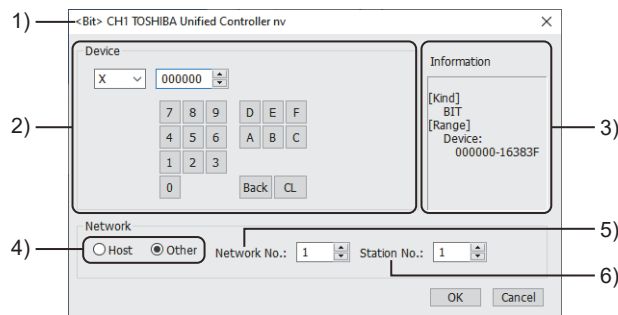 1) <Bit> CH1 TOSHIBA Unified Controller nv
Device
X 000000
7 8 9 D E F
4 5 6 A B C
1 2 3
0 Back CL
2)
Information
[Kind]
BIT
[Range]
Device:
000000-16383F
3)
Network
4) Host Other Network No.: 1 Station No.: 1
5)
6)
OK Cancel